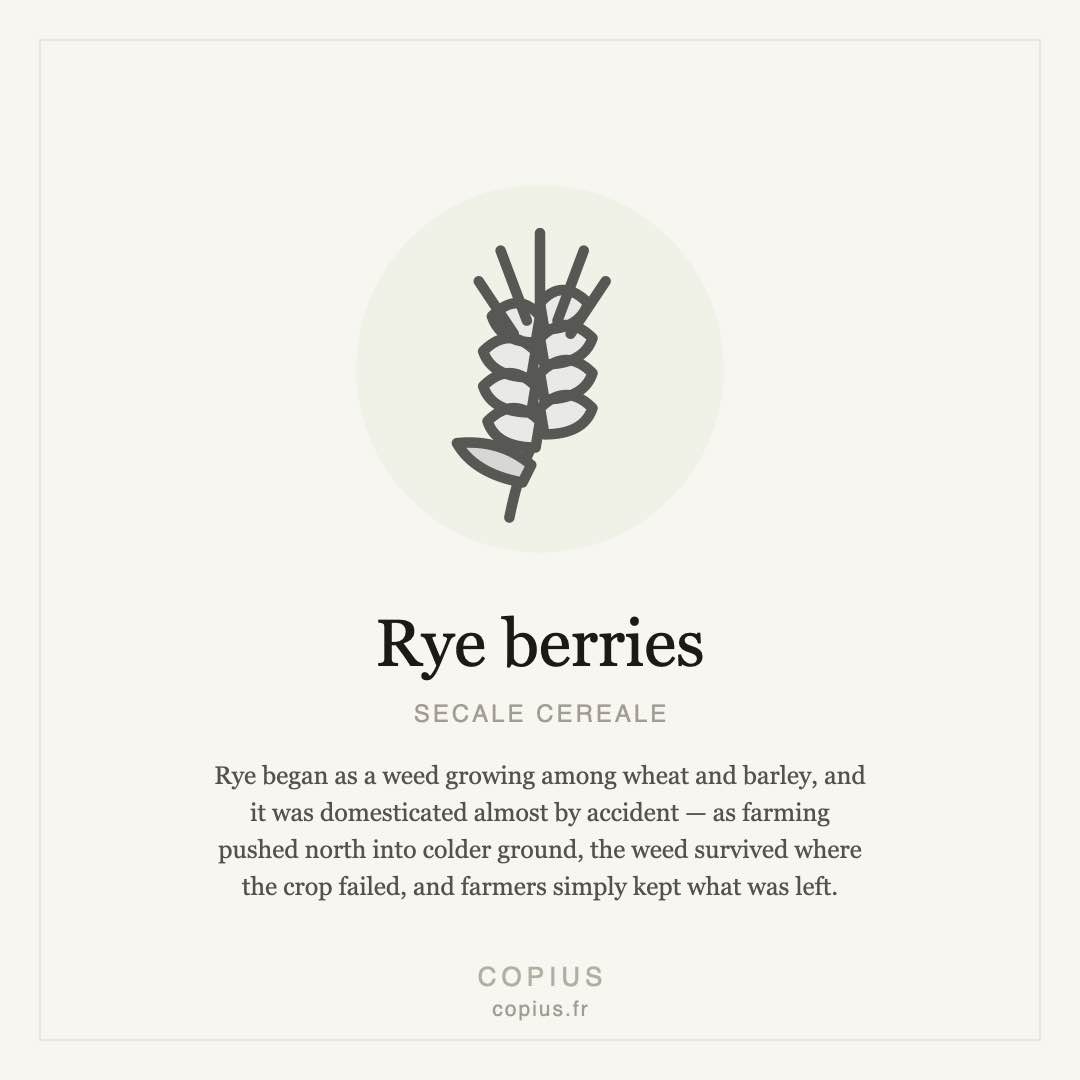 Rye berries
SECALE CEREALE
Rye began as a weed growing among wheat and barley, and
it was domesticated almost by accident — as farming
pushed north into colder ground, the weed survived where
the crop failed, and farmers simply kept what was left.
COPIUS
copius.fr